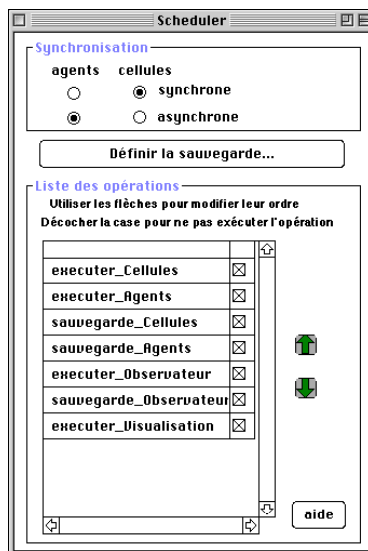 Scheduler
Synchronisation
agents cellules
synchrone
asynchrone
Définir la sauvegarde...
Liste des opérations
Utiliser les flèches pour modifier leur ordre
Décocher la case pour ne pas exécuter l'opération
executer_Cellules
executer_Agents
sauvegarde_Cellules
sauvegarde_Agents
executer_Observateur
sauvegarde_Observateur
executer_Visualisation
aide